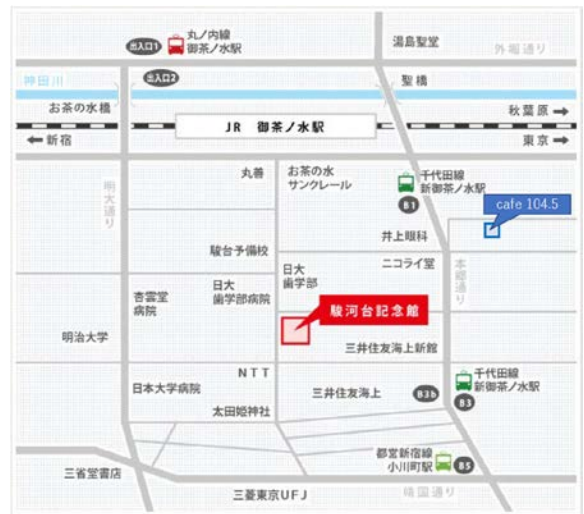 丸ノ内線
出入口1
御茶ノ水駅
湯島聖堂
外堀通り
神田川
出入口2
聖橋
お茶の水橋
秋葉原→
JR 御茶ノ水駅
←新宿
東京→
丸善
お茶の水
サンクレール
千代田線
新御茶ノ水駅
B1
cafe 104.5
明大通り
井上眼科
駿台予備校
ニコライ堂
本郷通り
日大
歯学部
日大
歯学部病院
杏雲堂
病院
駿河台記念館
明治大学
三井住友海上新館
NTT
日本大学病院
三井住友海上
B3b
千代田線
新御茶ノ水駅
B3
太田姫神社
都営新宿線
小川町駅
B5
三省堂書店
三菱東京UFJ
靖国通り